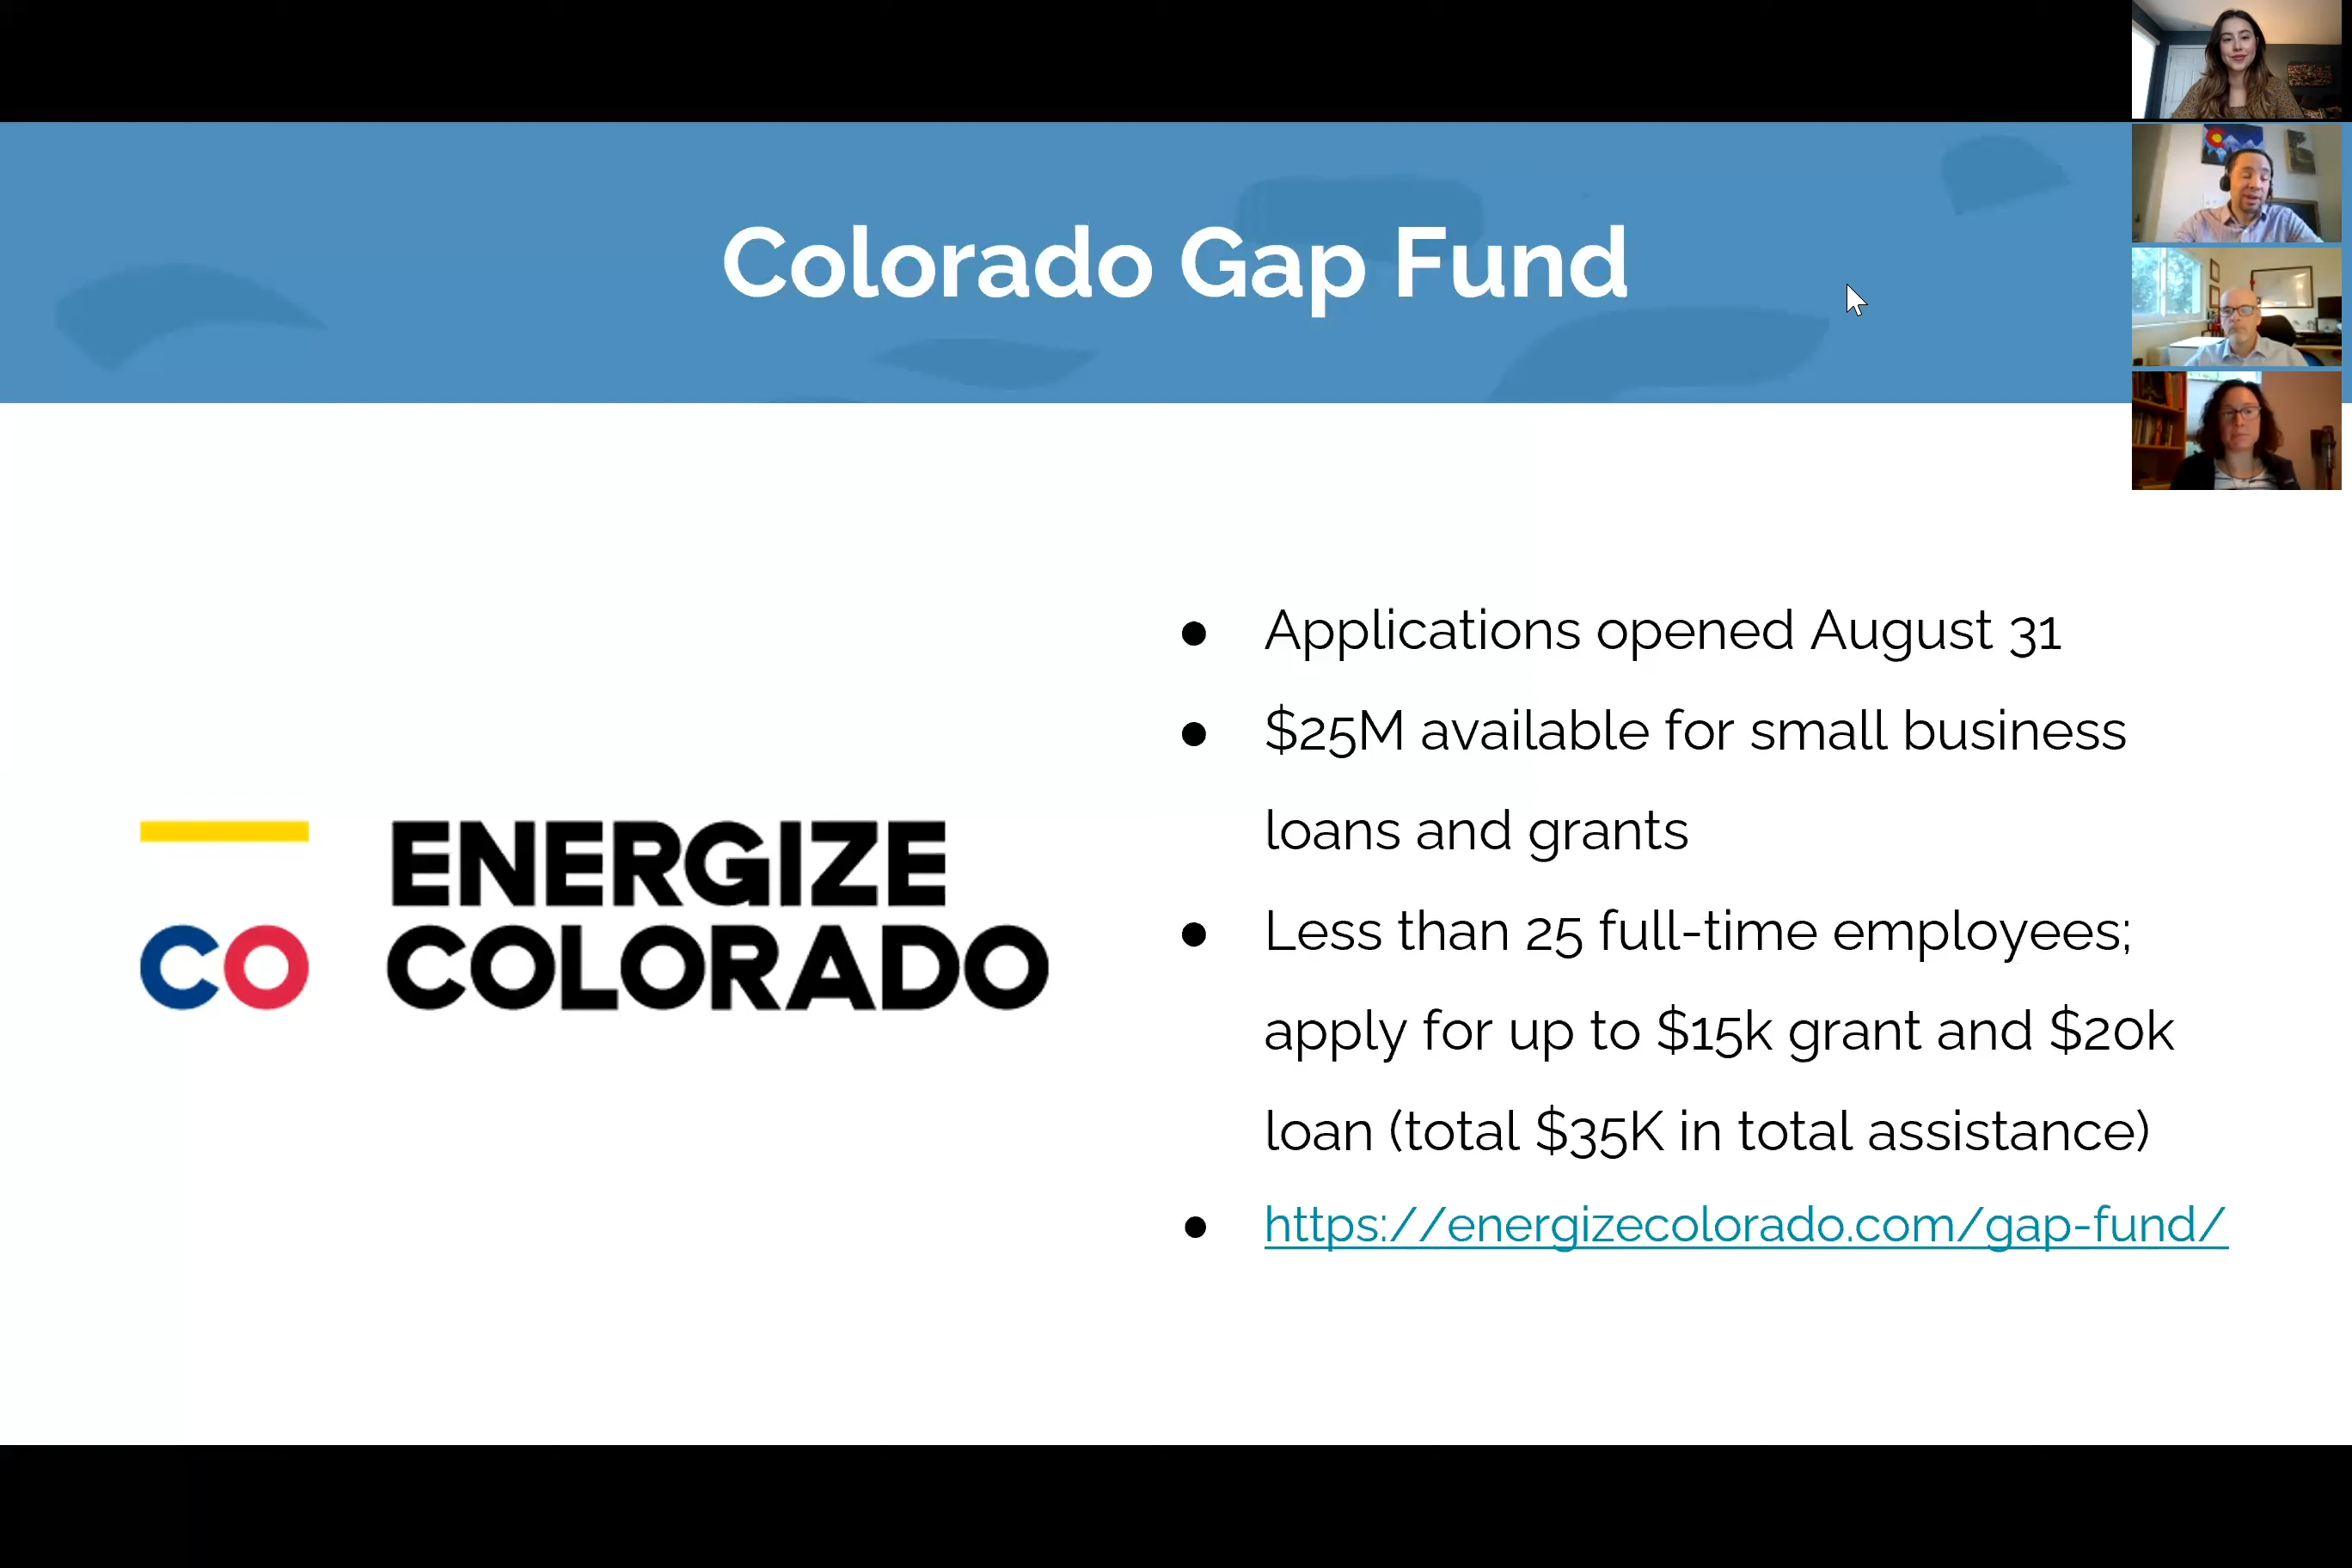 Colorado Gap Fund
CO
ENERGIZE
COLORADO
● Applications opened August 31
● $25M available for small business
loans and grants
● Less than 25 full-time employees;
apply for up to $15k grant and $20k
loan (total $35K in total assistance)
● https://energizecolorado.com/gap-fund/